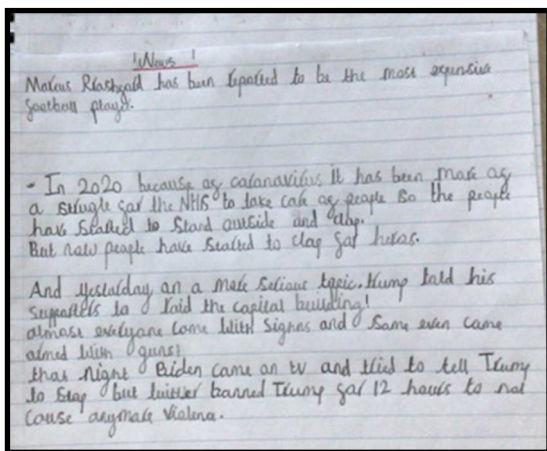 ! News !
Marcus Rashford has been reported to be the most expensive
football player.
- In 2020 because of coronavirus it has been more of
a strugle for the NHS to take care of people so the people
have started to stand outside and clap.
But now people have started to clap for heros.
And yesterday on a more serious topic. trump told his
supporters to raid the capital building!
almost everyone came with signs and some even came
armed with guns!
that night Biden came on tv and tried to tell Trump
to stop but twitter banned Trump for 12 hours to not
cause anymore